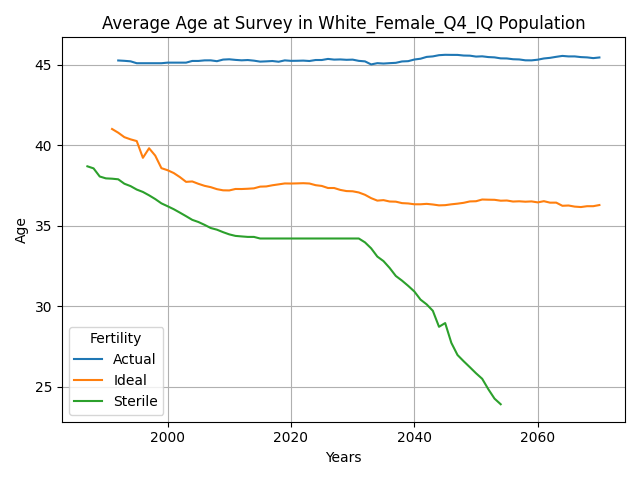 Average Age at Survey in White_Female_Q4_IQ Population
45
40
35
30
25
Age
Fertility
Actual
Ideal
Sterile
2000 2020 2040 2060
Years